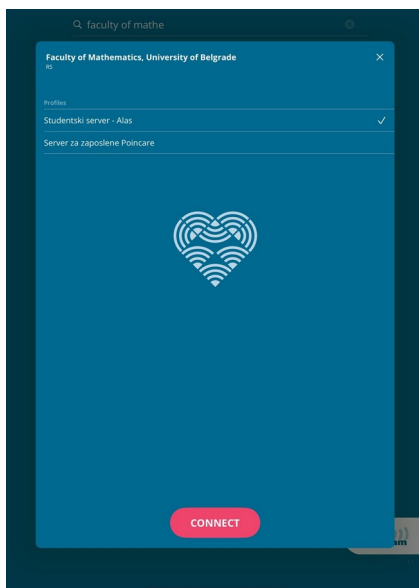 faculty of mathe
Faculty of Mathematics, University of Belgrade
RS
Profiles
Studentski server - Alas
Server za zaposlene Poincare
CONNECT
am